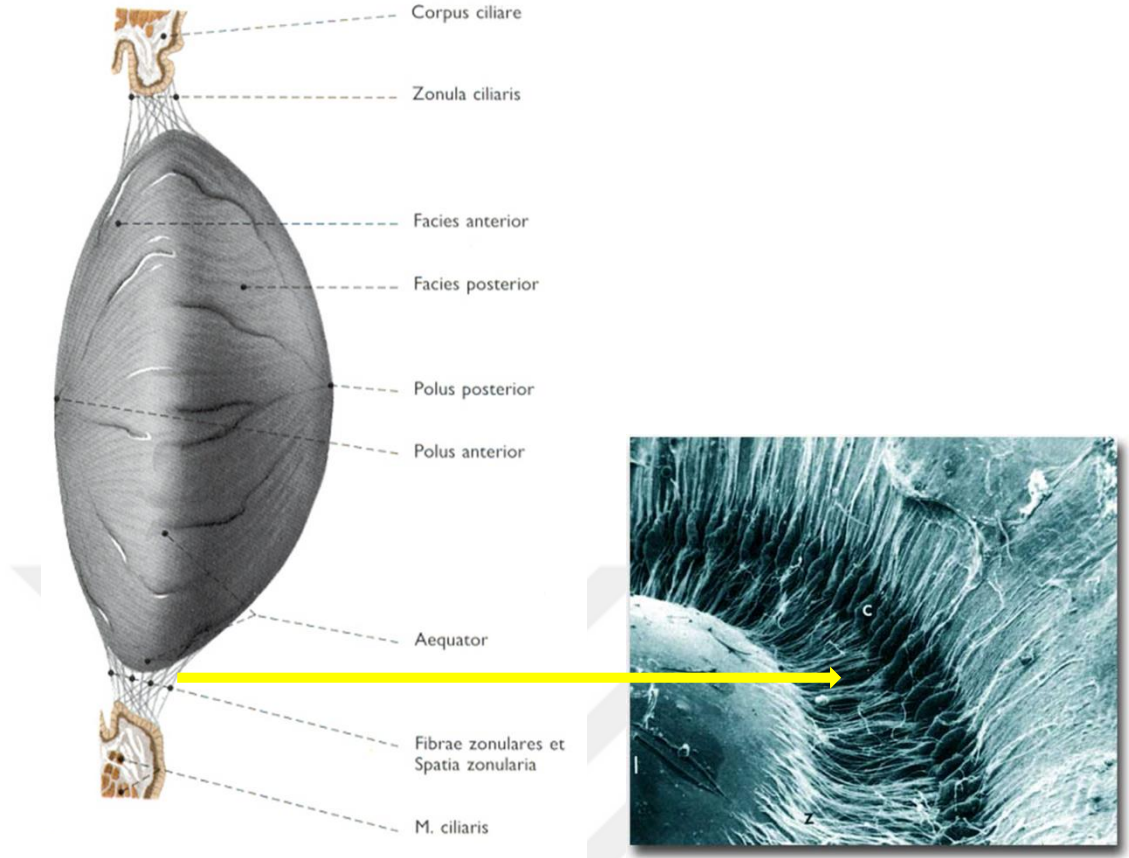 Corpus ciliare
Zonula ciliaris
Facies anterior
Facies posterior
Polus posterior
Polus anterior
Aequator
Fibrae zonulares et
Spatia zonularia
M. ciliaris
C
l
Z